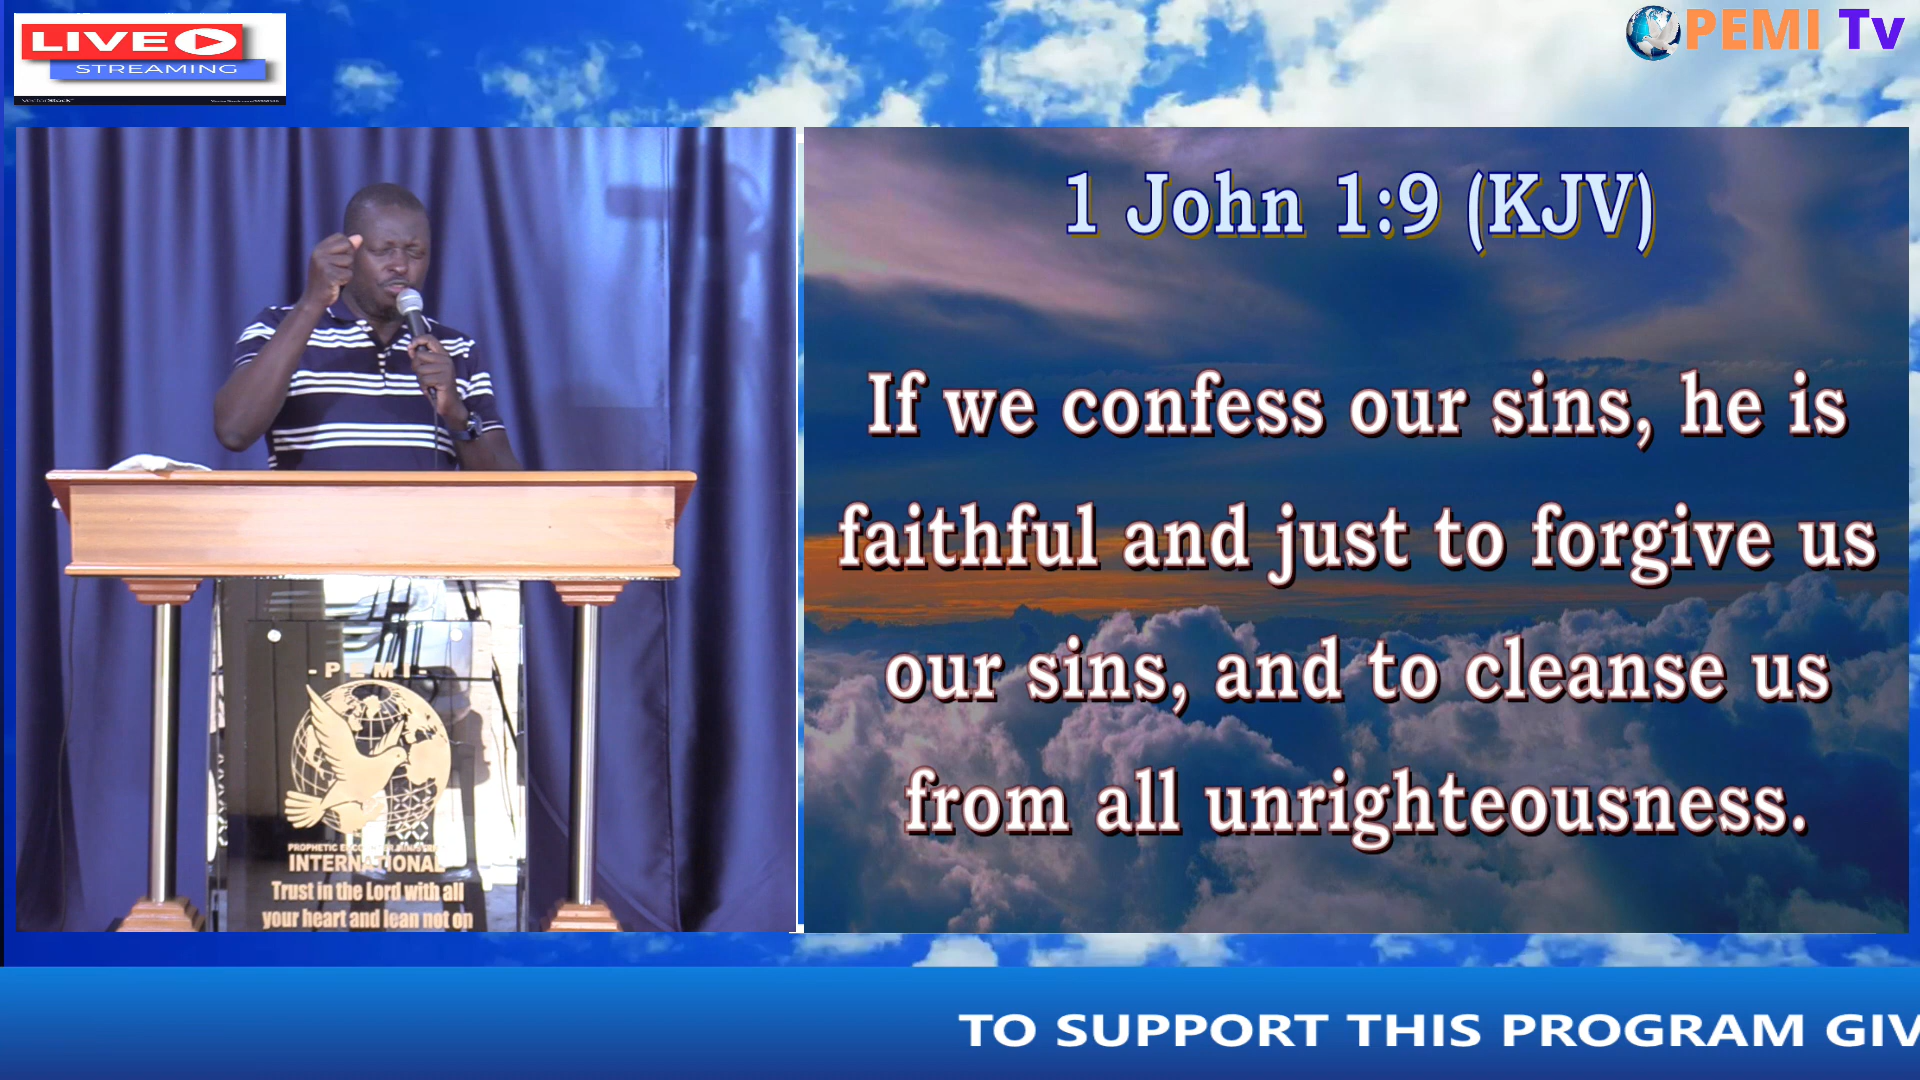 LIVE
STREAMING
PEMI Tv
1 John 1:9 (KJV)
If we confess our sins, he is
faithful and just to forgive us
our sins, and to cleanse us
from all unrighteousness.
- P E M I -
PROPHETIC
INTERNATIONAL
Trust in the Lord with all
your heart and lean not on
TO SUPPORT THIS PROGRAM GIV